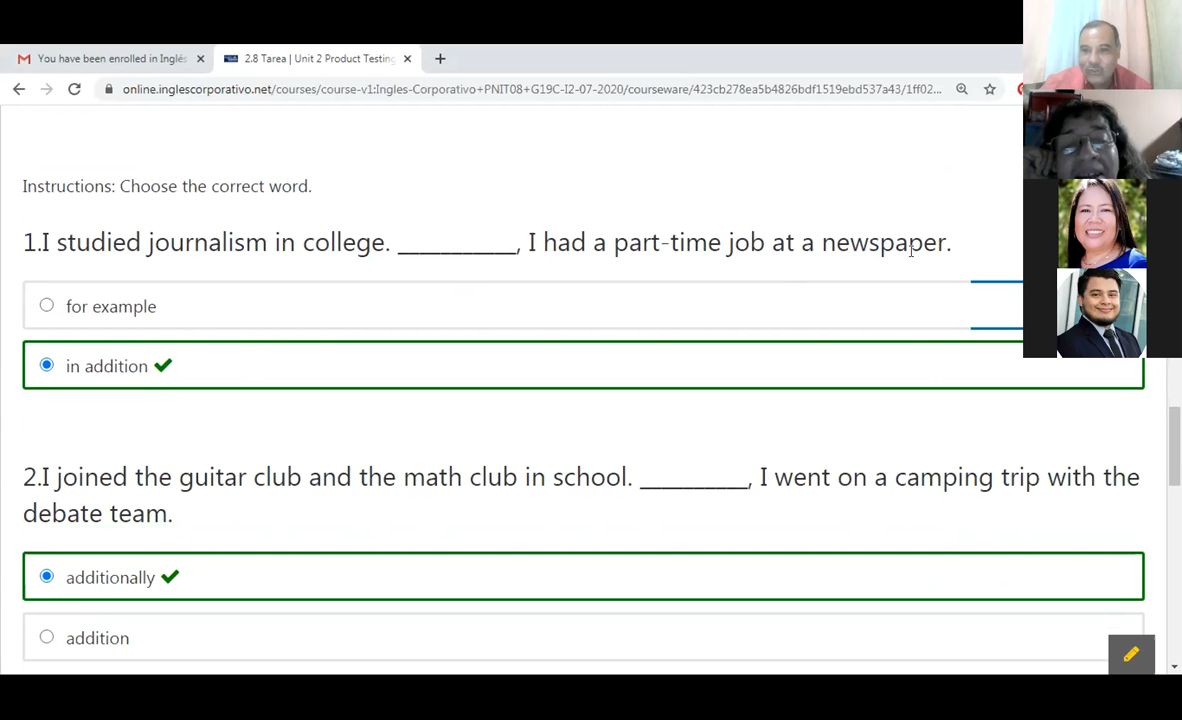 You have been enrolled in Inglé
2.8 Tarea | Unit 2 Product Testing
online.inglescorporativo.net/courses/course-v1:Ingles-Corporativo+PNIT08+G19C-I2-07-2020/courseware/423cb278ea5b4826bdf1519ebd537a43/1ff02...
Instructions: Choose the correct word.
1.I studied journalism in college. ___________, I had a part-time job at a newspaper.
for example
in addition
2.I joined the guitar club and the math club in school. __________, I went on a camping trip with the
debate team.
additionally
addition